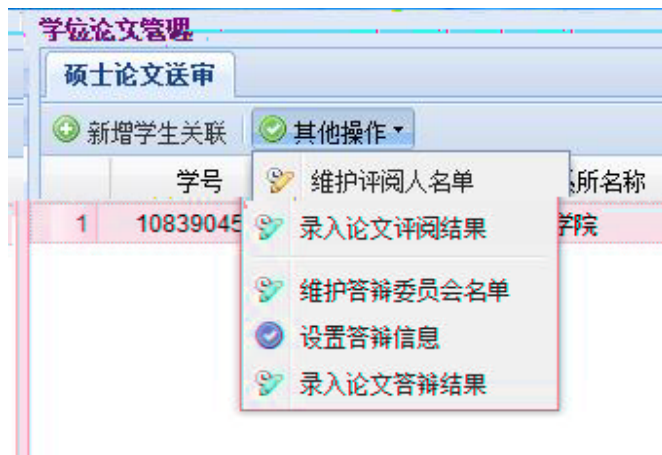 学位论文管理
硕士论文送审
新增学生关联 其他操作
学号 所名称
维护评阅人名单
1 10839045 学院
录入论文评阅结果
维护答辩委员会名单
设置答辩信息
录入论文答辩结果